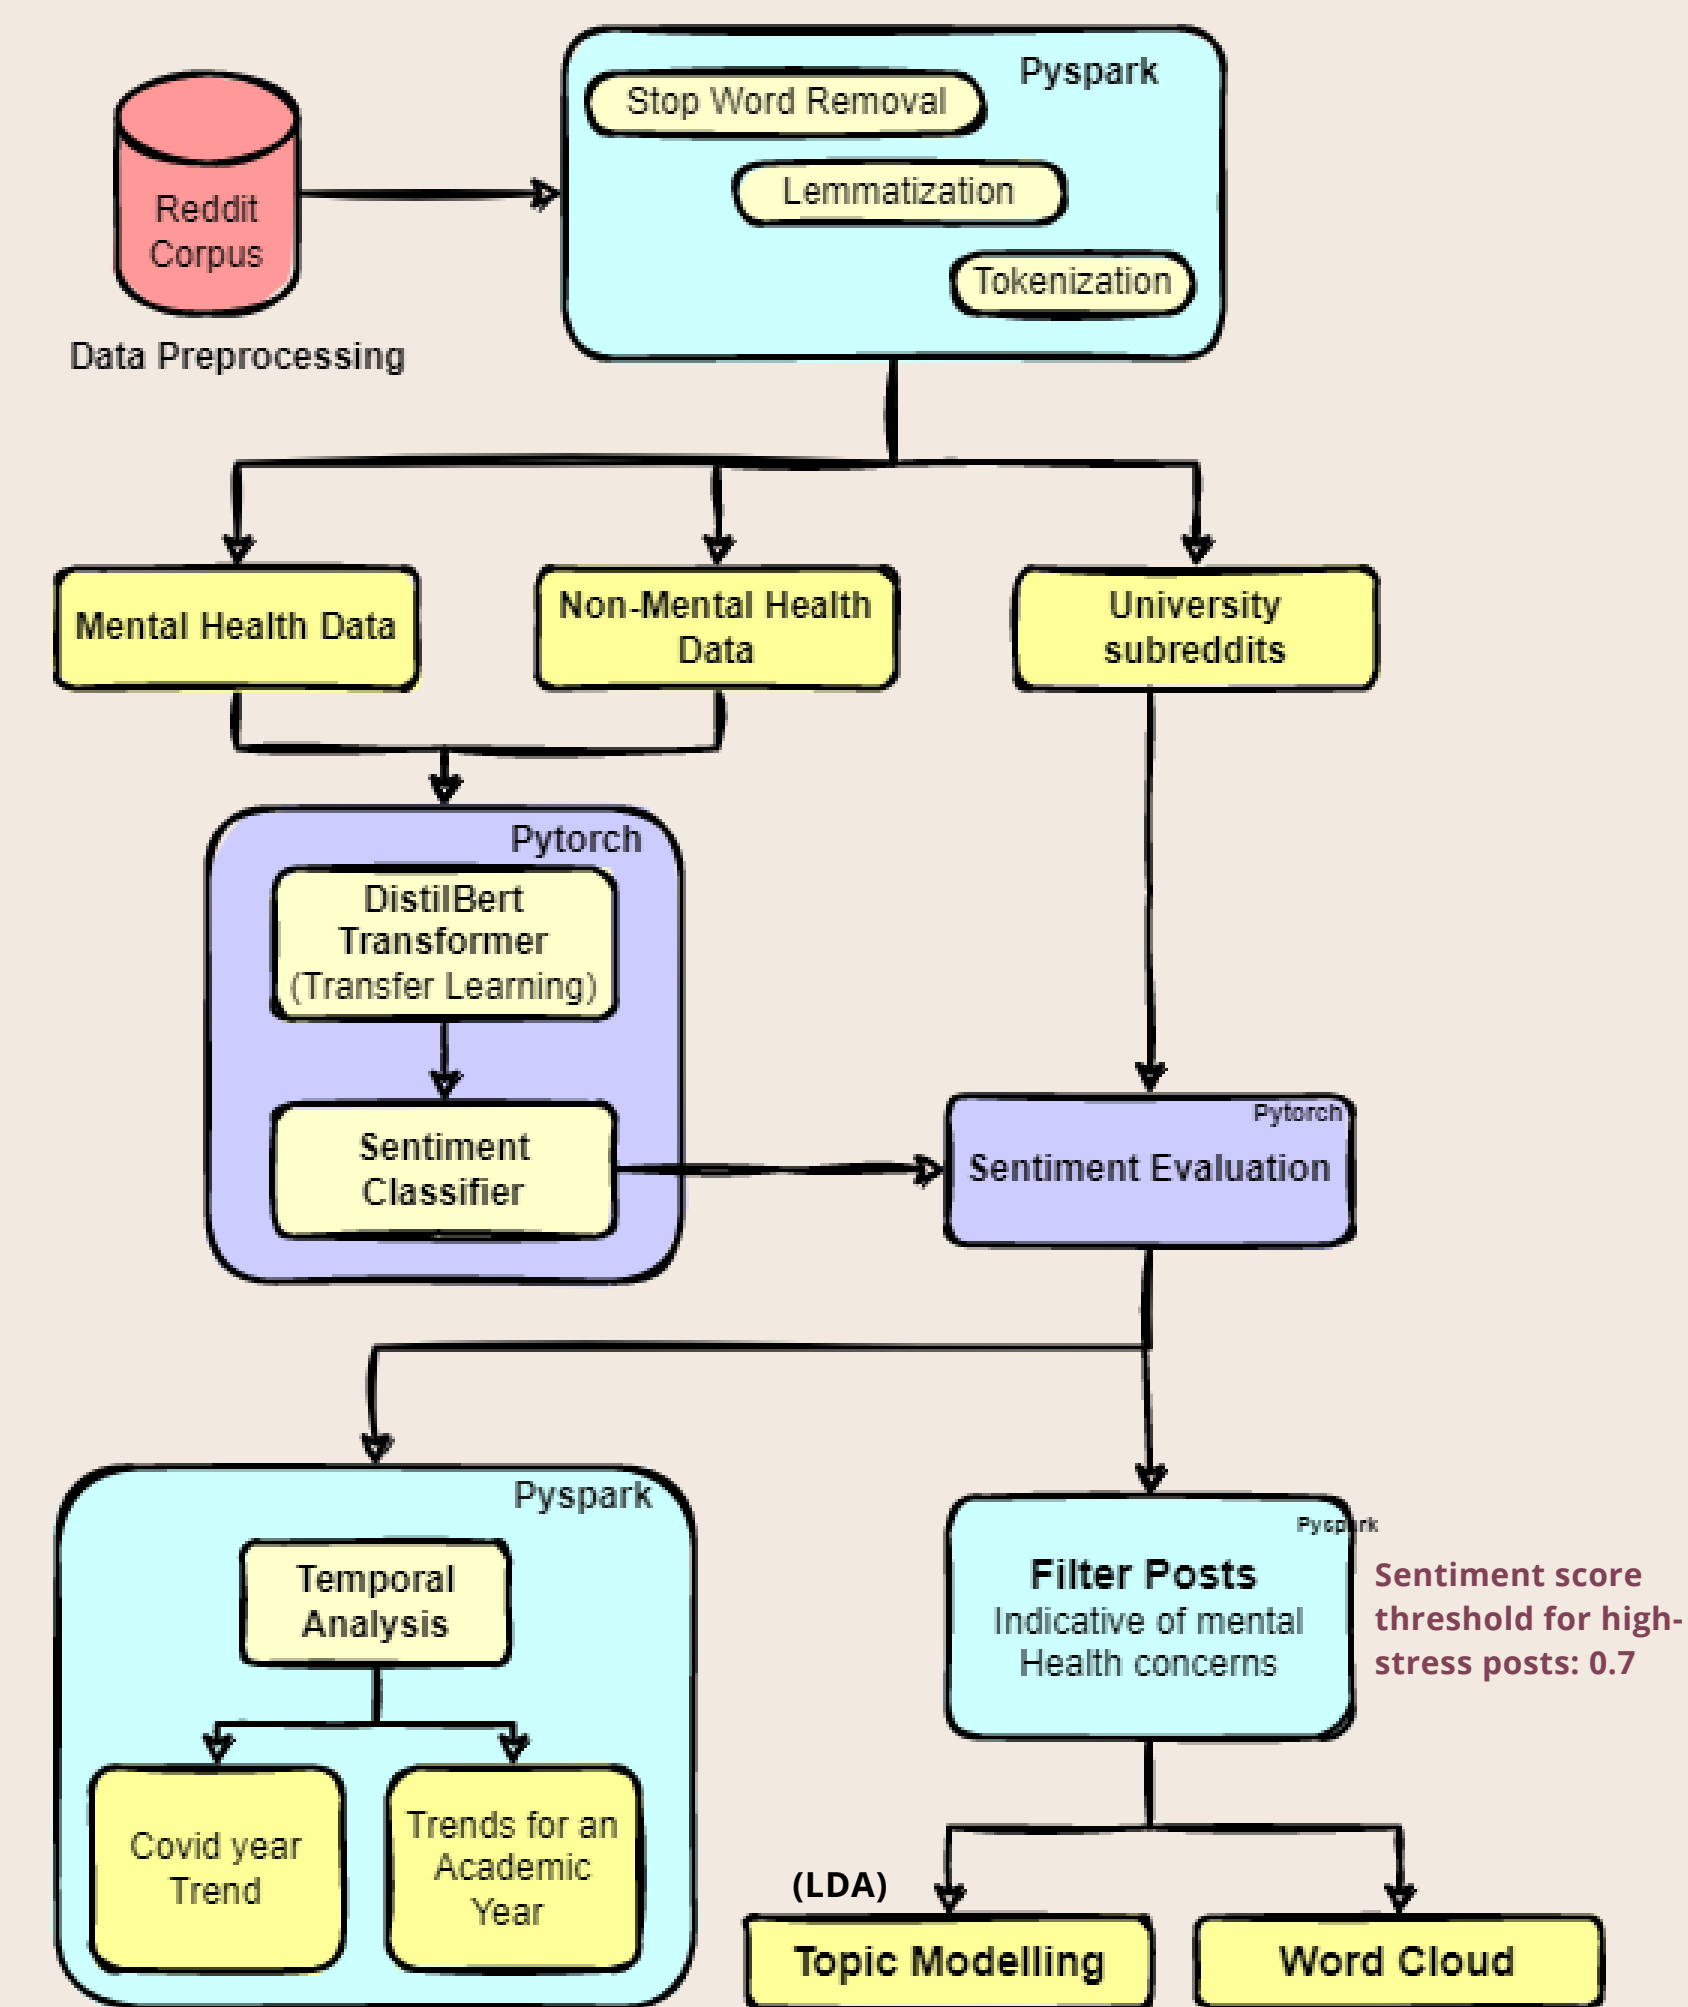 Pyspark
Stop Word Removal
Lemmatization
Tokenization
Reddit
Corpus
Data Preprocessing
Mental Health Data
Non-Mental Health
Data
University
subreddits
Pytorch
DistilBert
Transformer
(Transfer Learning)
Sentiment
Classifier
Pytorch
Sentiment Evaluation
Pyspark
Temporal
Analysis
Covid year
Trend
Trends for an
Academic
Year
Pyspark
Filter Posts
Indicative of mental
Health concerns
Sentiment score
threshold for high-
stress posts: 0.7
(LDA)
Topic Modelling
Word Cloud